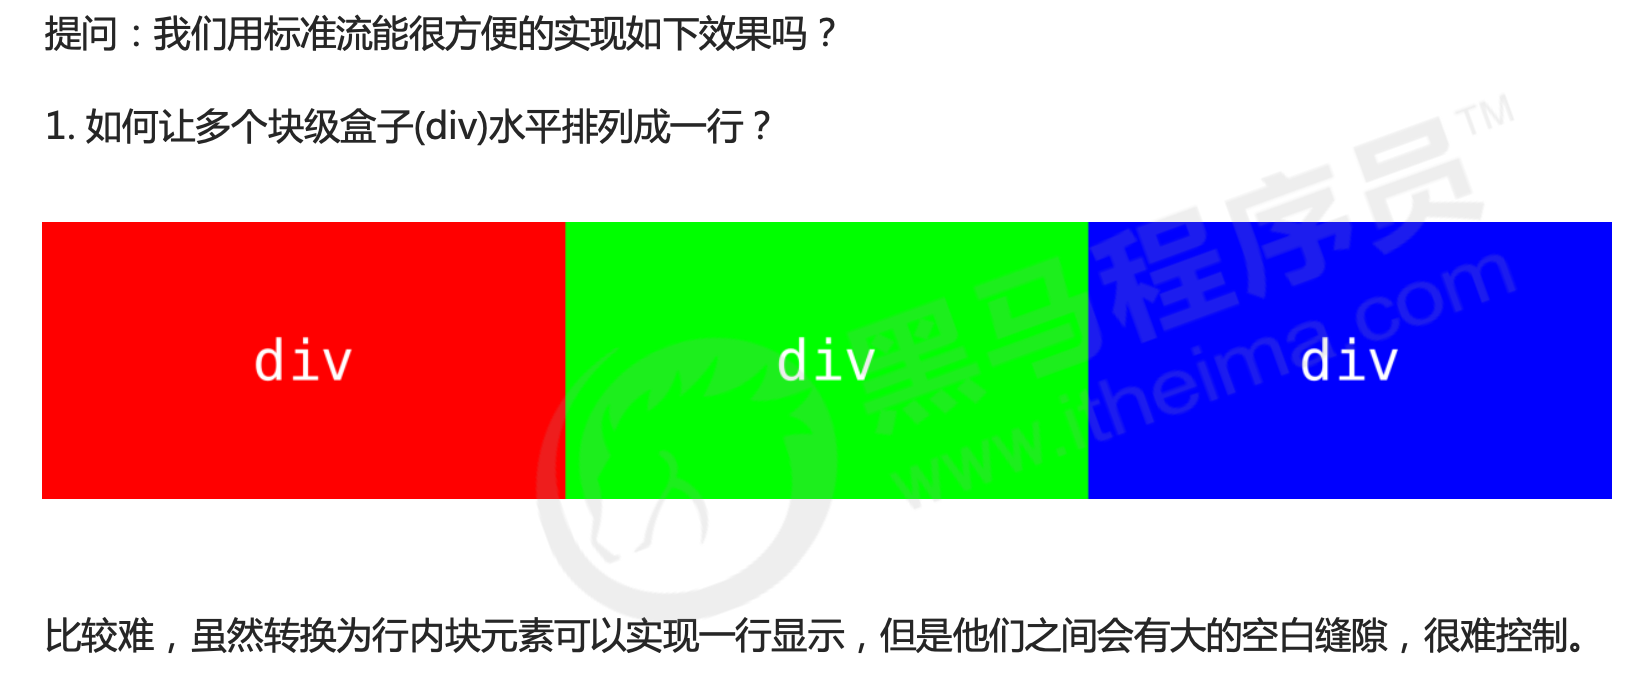 提问：我们用标准流能很方便的实现如下效果吗？
1. 如何让多个块级盒子(div)水平排列成一行？
黑马程序员™
www.itheima.com
div div div
比较难，虽然转换为行内块元素可以实现一行显示，但是他们之间会有大的空白缝隙，很难控制。